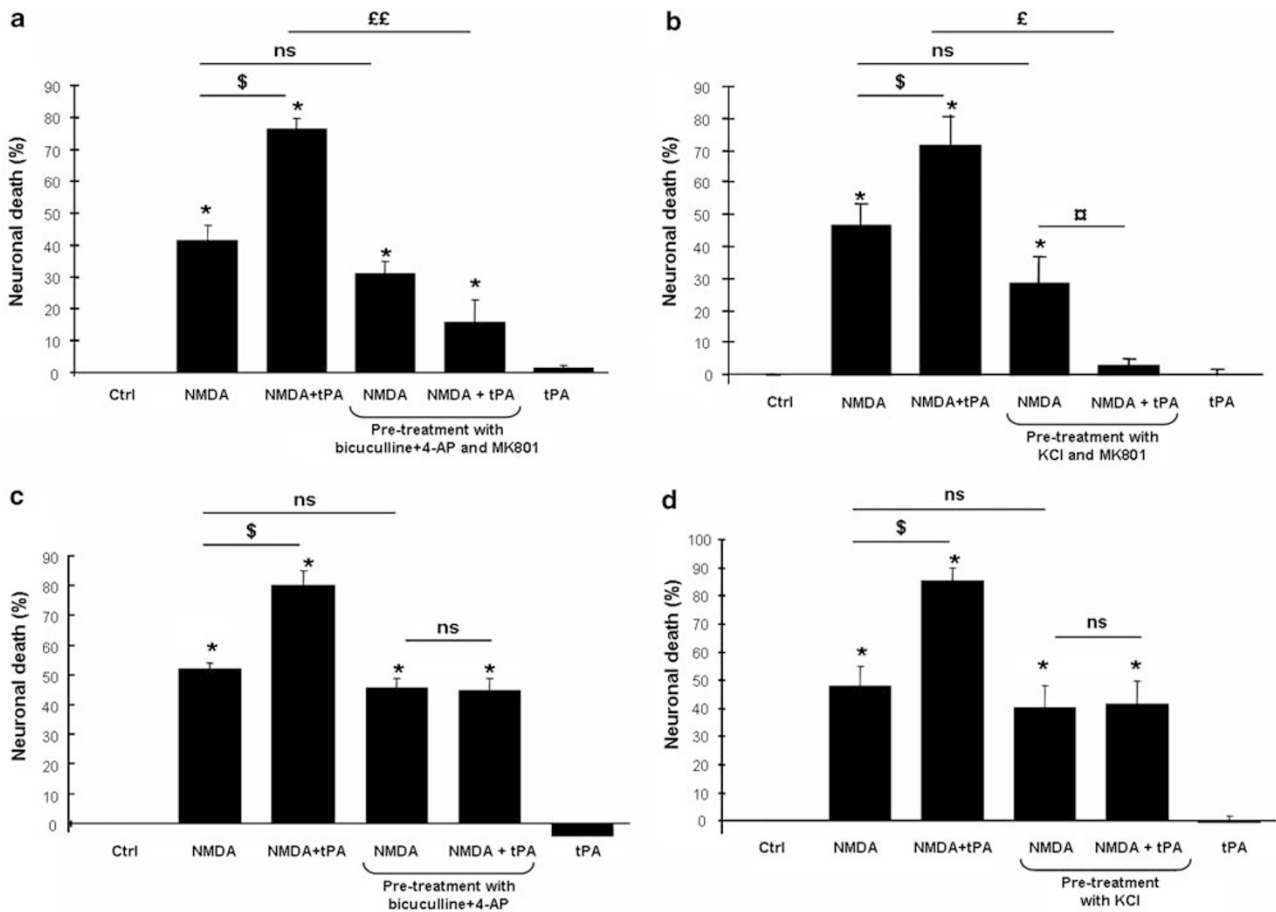 a
££
ns
$
*
*
*
*
90
80
70
60
50
40
30
20
10
0
Neuronal death (%)
Ctrl NMDA NMDA+tPA NMDA NMDA + tPA tPA
Pre-treatment with
bicuculline+4-AP and MK801
b
£
ns
$
*
*
¤
*
90
80
70
60
50
40
30
20
10
0
Neuronal death (%)
Ctrl NMDA NMDA+tPA NMDA NMDA + tPA tPA
Pre-treatment with
KCl and MK801
c
ns
$
*
ns
*
*
*
90
80
70
60
50
40
30
20
10
0
Neuronal death (%)
Ctrl NMDA NMDA+tPA NMDA NMDA + tPA tPA
Pre-treatment with
bicuculline+4-AP
d
ns
$
*
ns
*
*
*
100
90
80
70
60
50
40
30
20
10
0
Neuronal death (%)
Ctrl NMDA NMDA+tPA NMDA NMDA + tPA tPA
Pre-treatment
with KCl